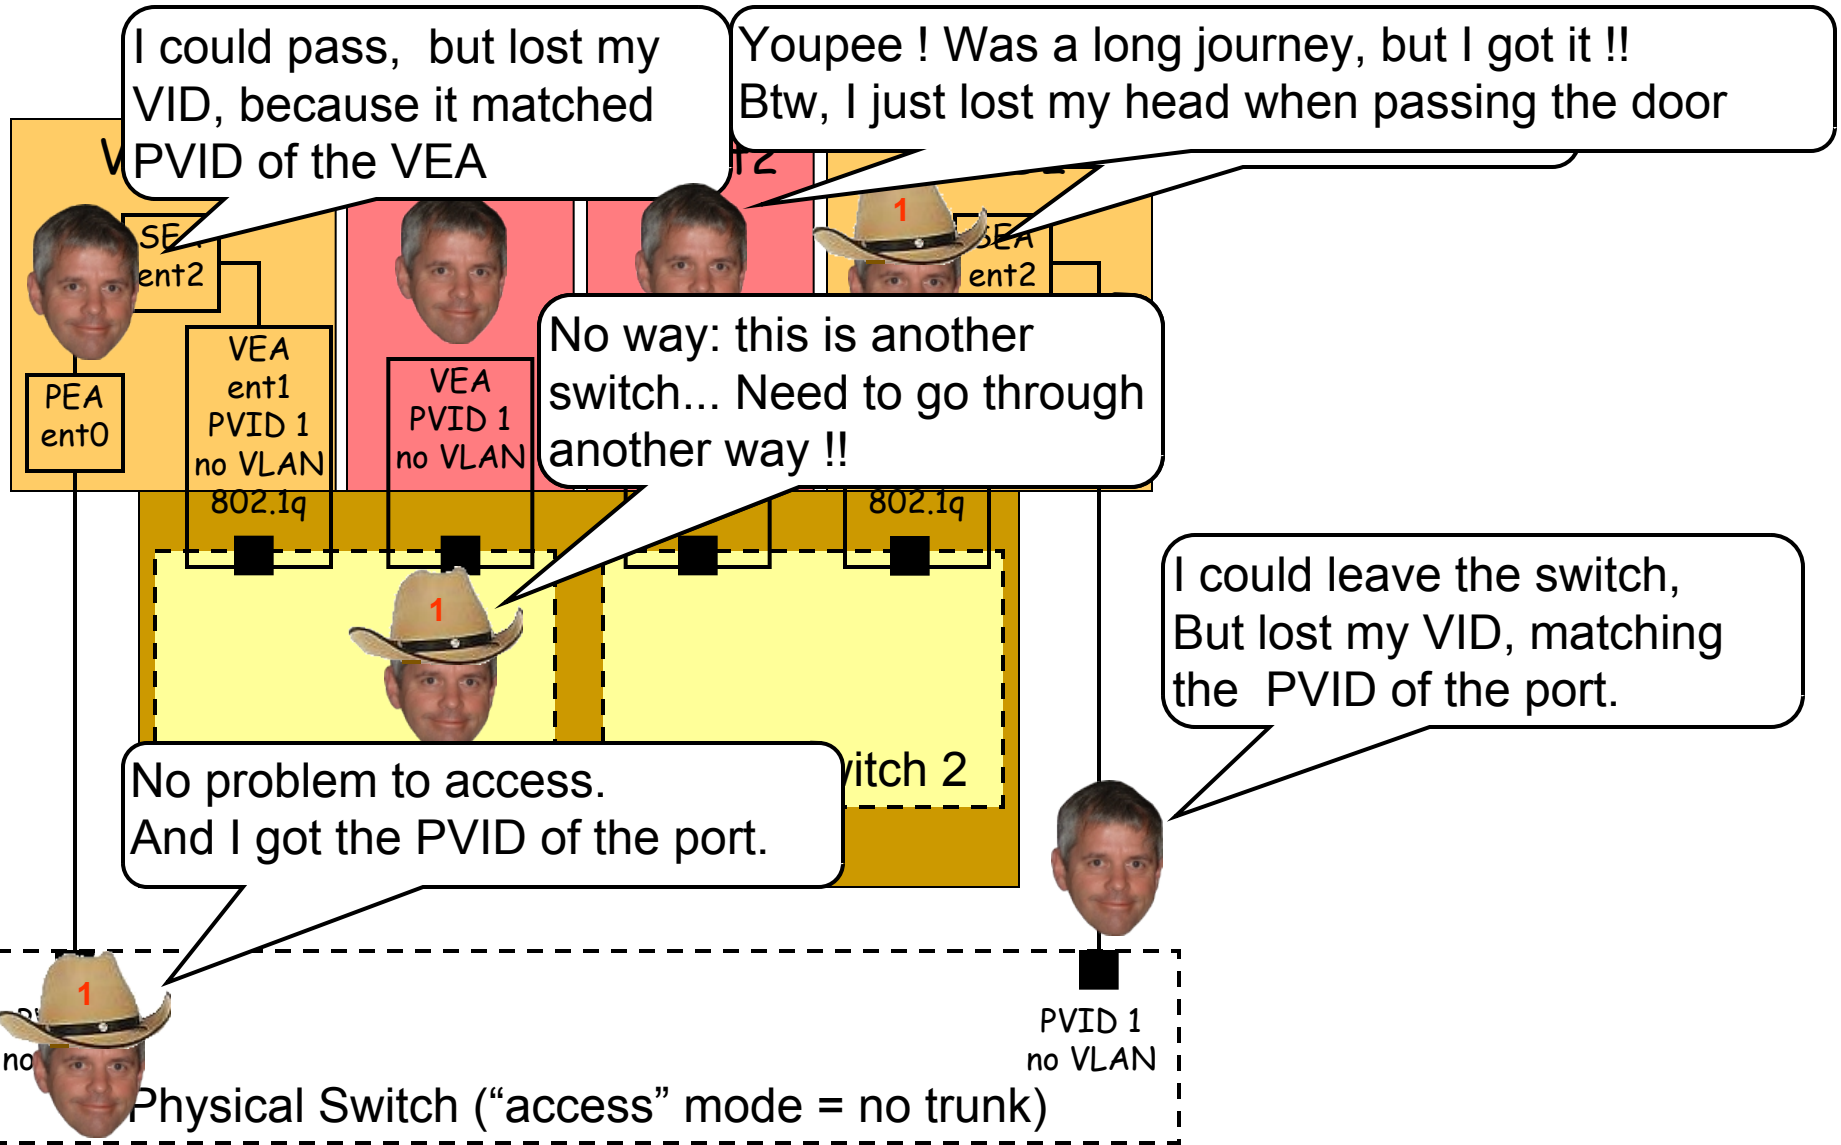 I could pass,  but lost my
VID, because it matched
PVID of the VEA
Youpee ! Was a long journey, but I got it !!
Btw, I just lost my head when passing the door
1
ent2
SEA
ent2
VEA
ent1
PVID 1
no VLAN
802.1q
PEA
ent0
VEA
PVID 1
no VLAN
No way: this is another
switch... Need to go through
another way !!
802.1q
1
I could leave the switch,
But lost my VID, matching
the  PVID of the port.
2
No problem to access.
And I got the PVID of the port.
1
no
PVID 1
no VLAN
Physical Switch (“access” mode = no trunk)